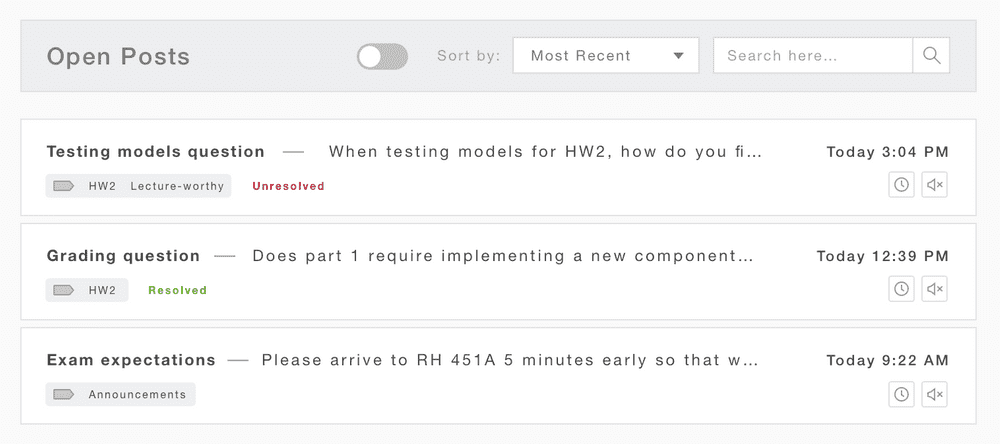 Open Posts Sort by: Most Recent Search here...
Testing models question — When testing models for HW2, how do you fi... Today 3:04 PM
HW2 Lecture-worthy Unresolved
Grading question — Does part 1 require implementing a new component... Today 12:39 PM
HW2 Resolved
Exam expectations — Please arrive to RH 451A 5 minutes early so that w... Today 9:22 AM
Announcements